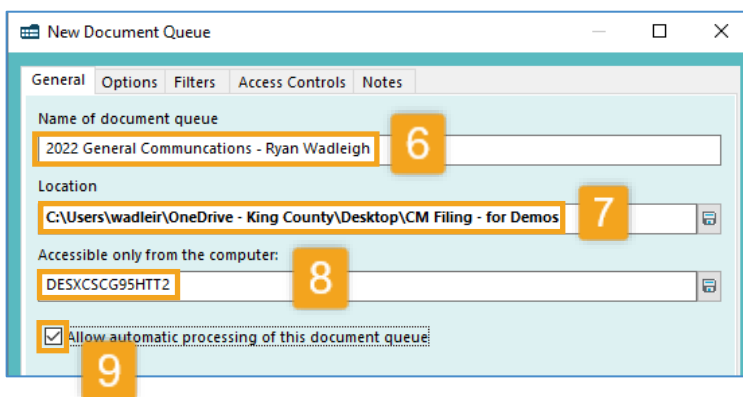 New Document Queue
General Options Filters Access Controls Notes
Name of document queue
2022 General Communcations - Ryan Wadleigh
6
Location
C:\Users\wadleir\OneDrive - King County\Desktop\CM Filing - for Demos
7
Accessible only from the computer:
DESXCSCG95HTT2
8
Allow automatic processing of this document queue
9